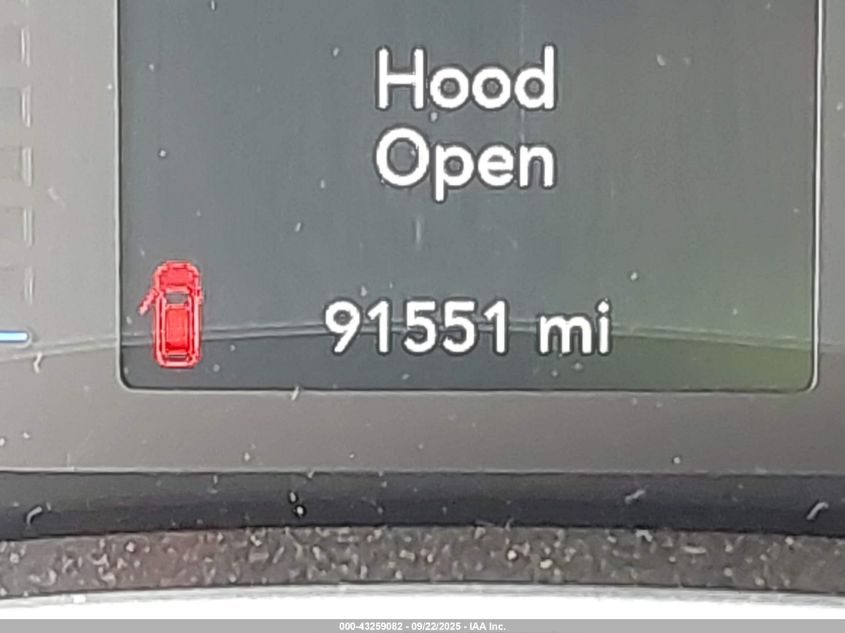 Hood
Open
91551 mi
000-43259082 - 09/22/2025 - IAA Inc.